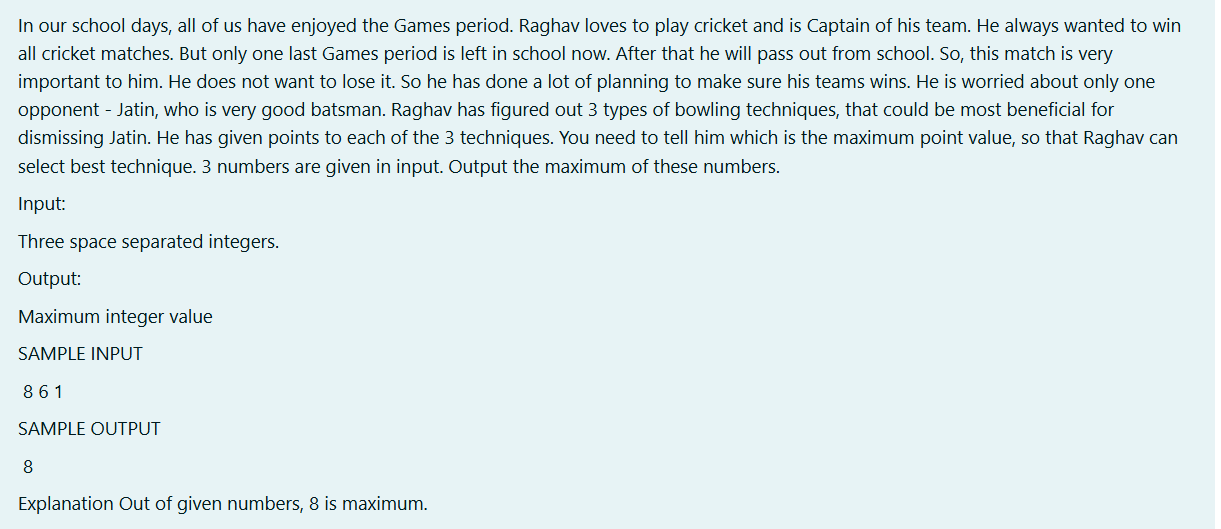 In our school days, all of us have enjoyed the Games period. Raghav loves to play cricket and is Captain of his team. He always wanted to win
all cricket matches. But only one last Games period is left in school now. After that he will pass out from school. So, this match is very
important to him. He does not want to lose it. So he has done a lot of planning to make sure his teams wins. He is worried about only one
opponent - Jatin, who is very good batsman. Raghav has figured out 3 types of bowling techniques, that could be most beneficial for
dismissing Jatin. He has given points to each of the 3 techniques. You need to tell him which is the maximum point value, so that Raghav can
select best technique. 3 numbers are given in input. Output the maximum of these numbers.
Input:
Three space separated integers.
Output:
Maximum integer value
SAMPLE INPUT
8 6 1
SAMPLE OUTPUT
8
Explanation Out of given numbers, 8 is maximum.